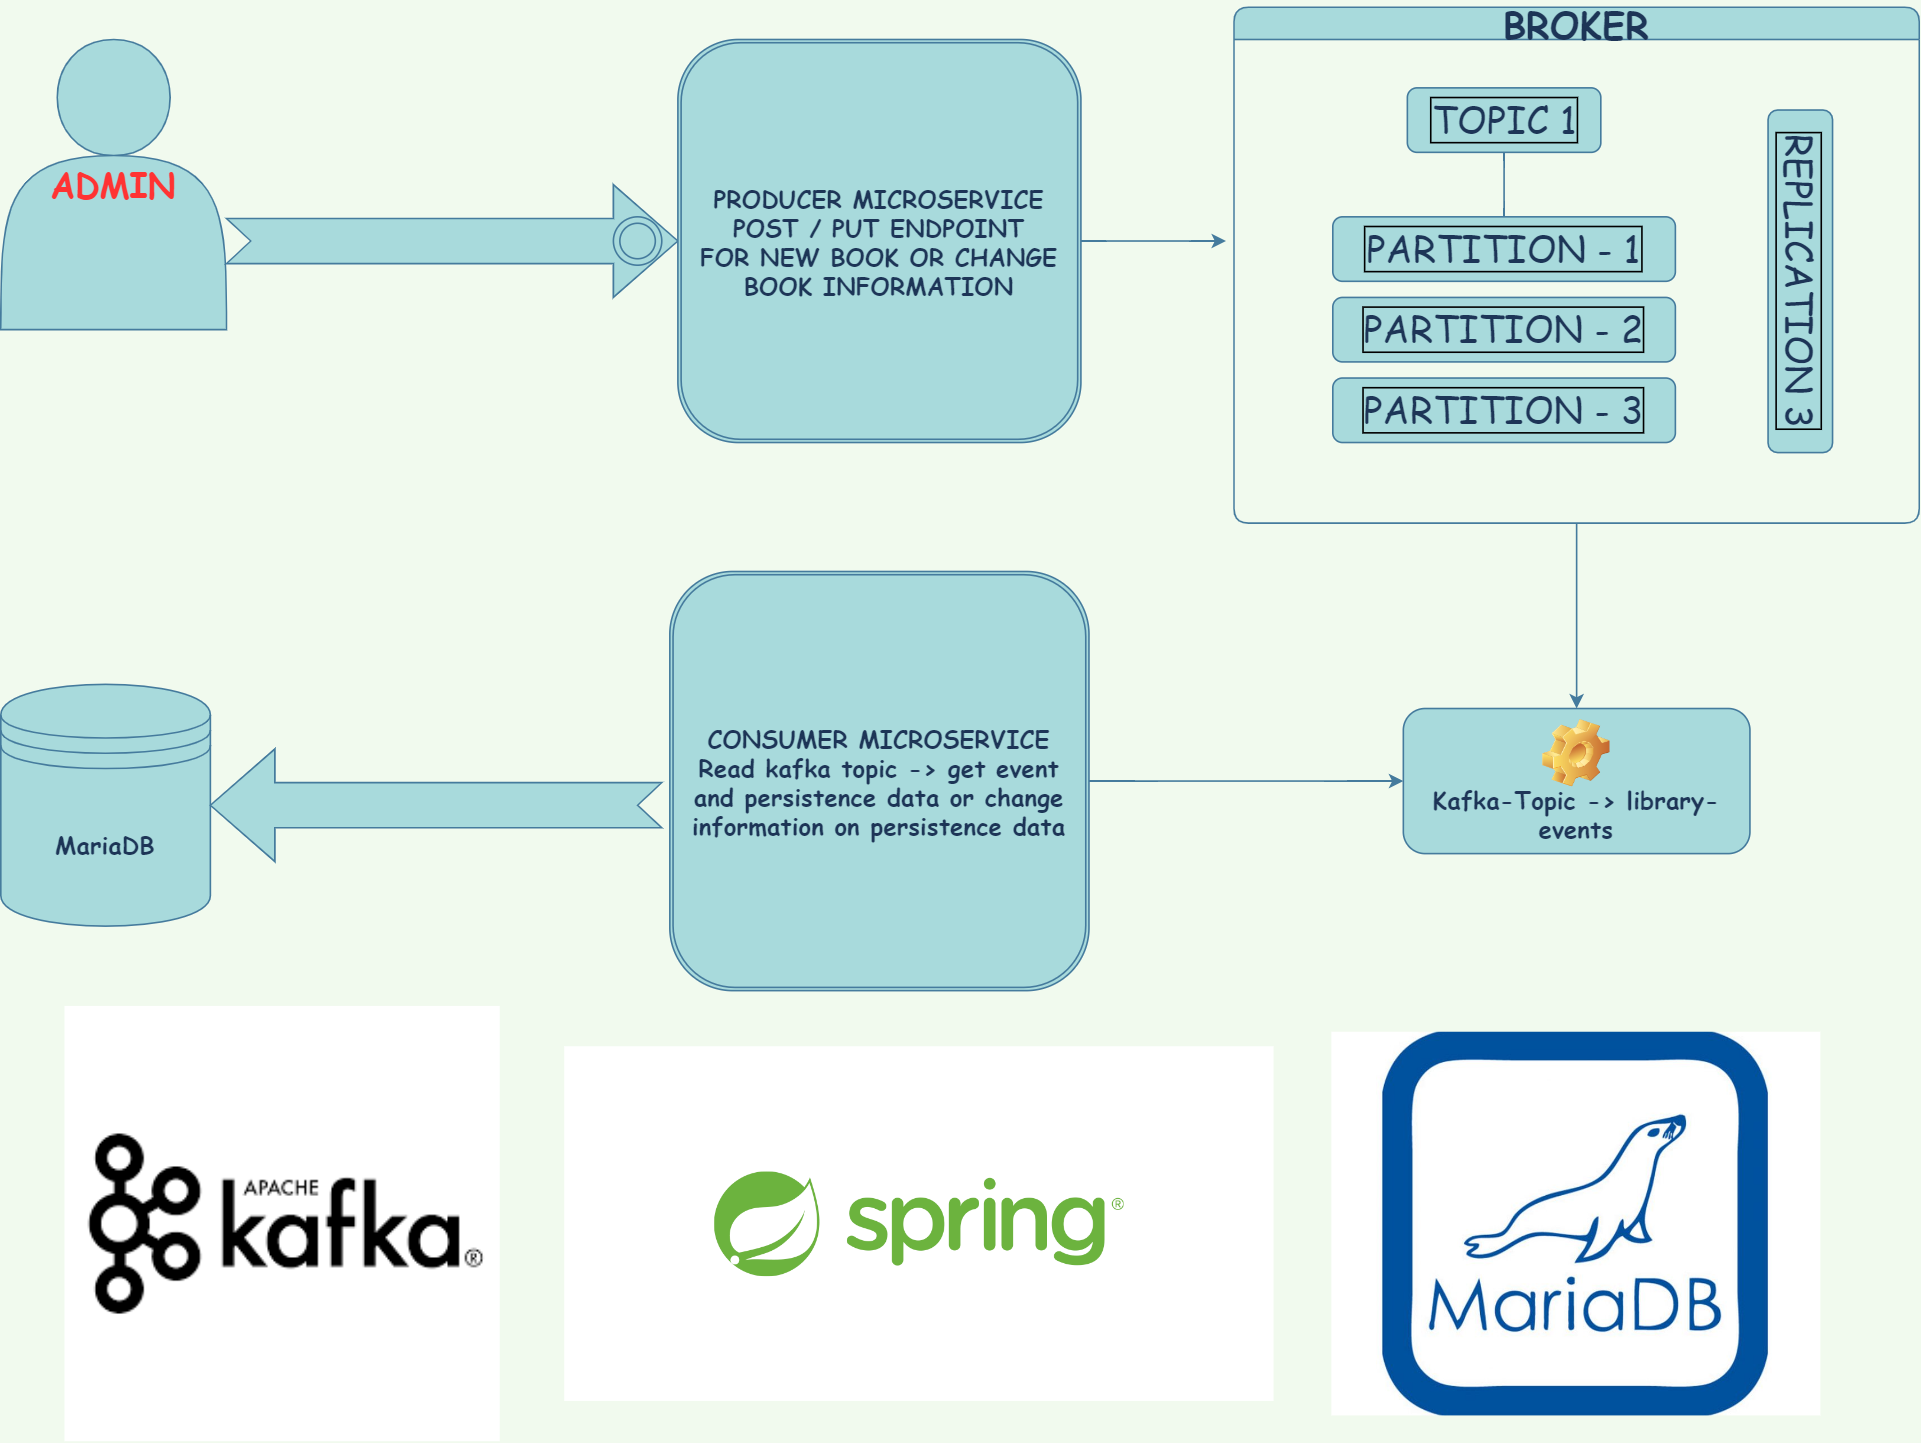 ADMIN
PRODUCER MICROSERVICE
POST / PUT ENDPOINT
FOR NEW BOOK OR CHANGE
BOOK INFORMATION
BROKER
TOPIC 1
PARTITION - 1
PARTITION - 2
PARTITION - 3
REPLICATION 3
MariaDB
CONSUMER MICROSERVICE
Read kafka topic -> get event
and persistence data or change
information on persistence data
Kafka-Topic -> library-
events
APACHE
kafka®
spring®
MariaDB